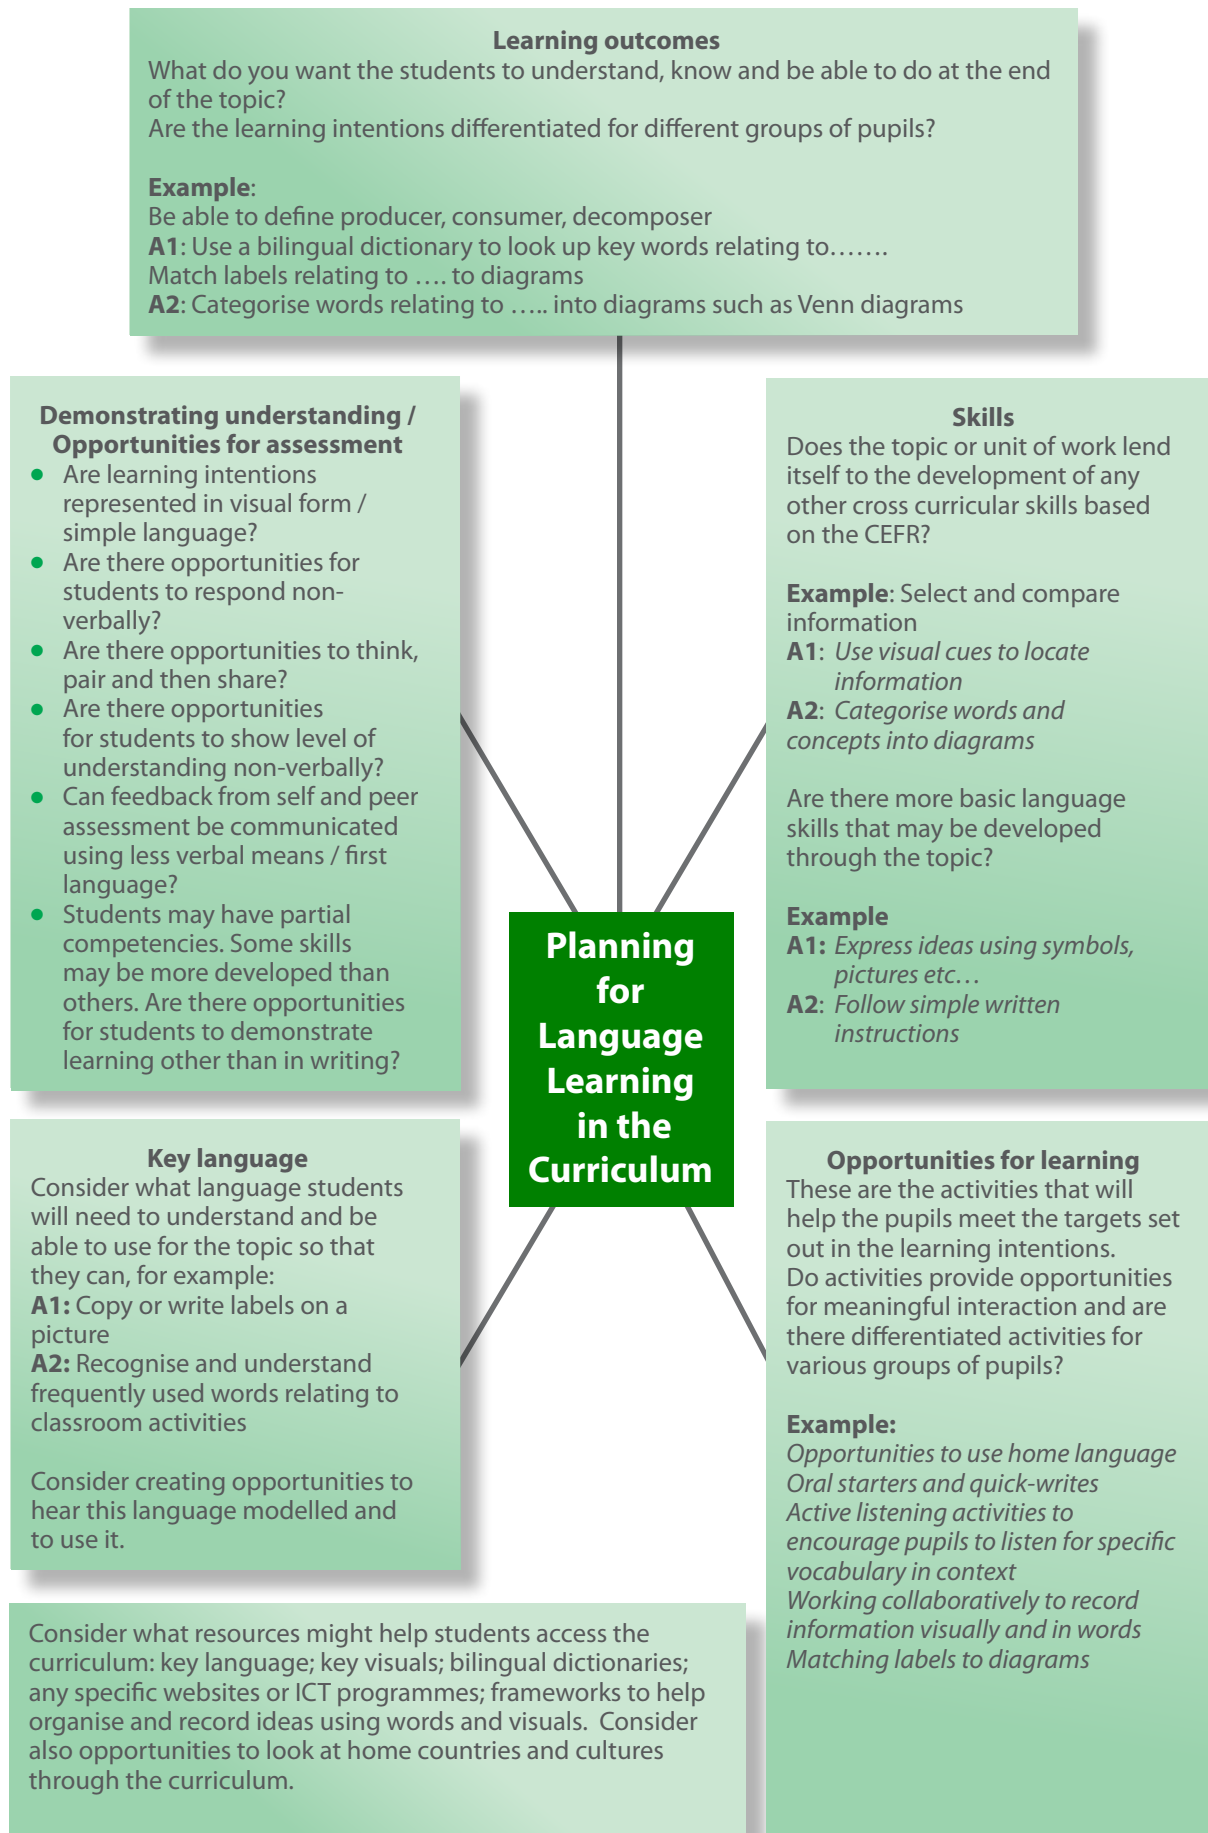 Learning outcomes
What do you want the students to understand, know and be able to do at the end
of the topic?
Are the learning intentions differentiated for different groups of pupils?
Example:
Be able to define producer, consumer, decomposer
A1: Use a bilingual dictionary to look up key words relating to…….
Match labels relating to …. to diagrams
A2: Categorise words relating to ….. into diagrams such as Venn diagrams
Demonstrating understanding /
Opportunities for assessment
● Are learning intentions
represented in visual form /
simple language?
● Are there opportunities for
students to respond non-
verbally?
● Are there opportunities to think,
pair and then share?
● Are there opportunities
for students to show level of
understanding non-verbally?
● Can feedback from self and peer
assessment be communicated
using less verbal means / first
language?
● Students may have partial
competencies. Some skills
may be more developed than
others. Are there opportunities
for students to demonstrate
learning other than in writing?
Skills
Does the topic or unit of work lend
itself to the development of any
other cross curricular skills based
on the CEFR?
Example: Select and compare
information
A1: Use visual cues to locate
information
A2: Categorise words and
concepts into diagrams
Are there more basic language
skills that may be developed
through the topic?
Example
A1: Express ideas using symbols,
pictures etc…
A2: Follow simple written
instructions
Planning
for
Language
Learning
in the
Curriculum
Key language
Consider what language students
will need to understand and be
able to use for the topic so that
they can, for example:
A1: Copy or write labels on a
picture
A2: Recognise and understand
frequently used words relating to
classroom activities
Consider creating opportunities to
hear this language modelled and
to use it.
Opportunities for learning
These are the activities that will
help the pupils meet the targets set
out in the learning intentions.
Do activities provide opportunities
for meaningful interaction and are
there differentiated activities for
various groups of pupils?
Example:
Opportunities to use home language
Oral starters and quick-writes
Active listening activities to
encourage pupils to listen for specific
vocabulary in context
Working collaboratively to record
information visually and in words
Matching labels to diagrams
Consider what resources might help students access the
curriculum: key language; key visuals; bilingual dictionaries;
any specific websites or ICT programmes; frameworks to help
organise and record ideas using words and visuals.  Consider
also opportunities to look at home countries and cultures
through the curriculum.